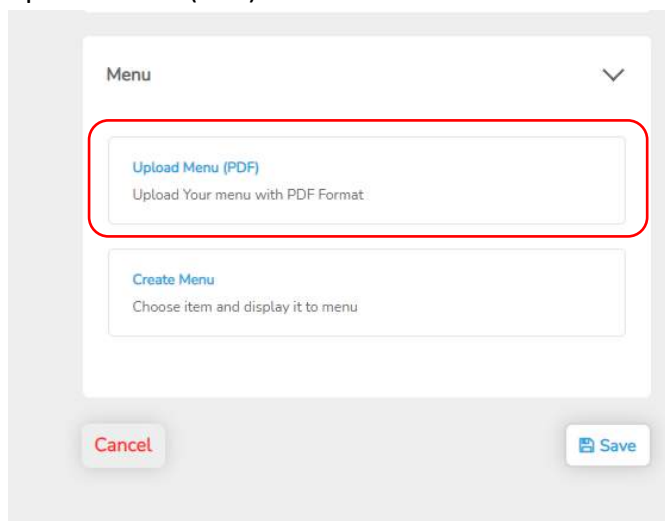 Menu
Upload Menu (PDF)
Upload Your menu with PDF Format
Create Menu
Choose item and display it to menu
Cancel
Save